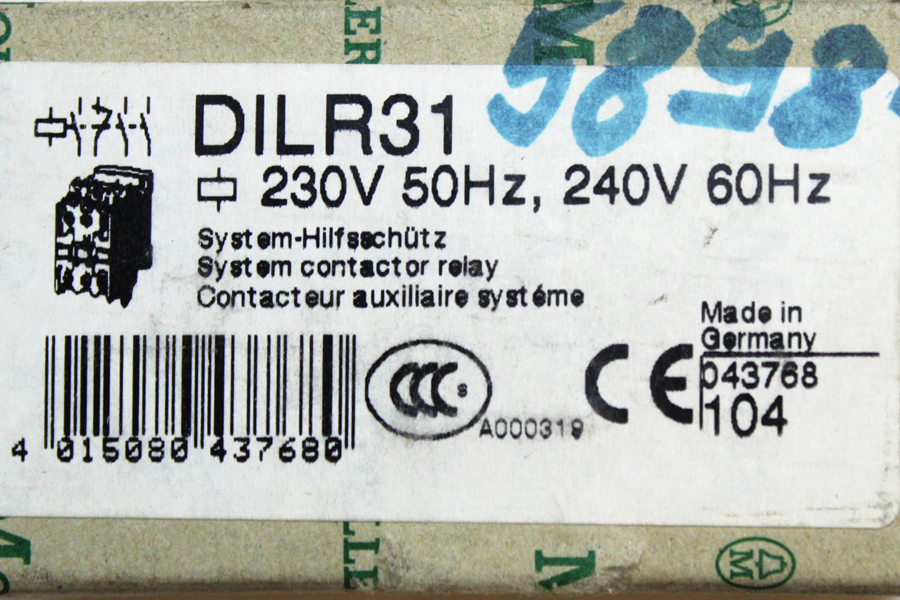 5898
DILR31
230V 50Hz, 240V 60Hz
System-Hilfsschütz
System contactor relay
Contacteur auxiliaire systéme
Made in
Germany
043768
104
CCC S
A000319
CE
4 015080 437680